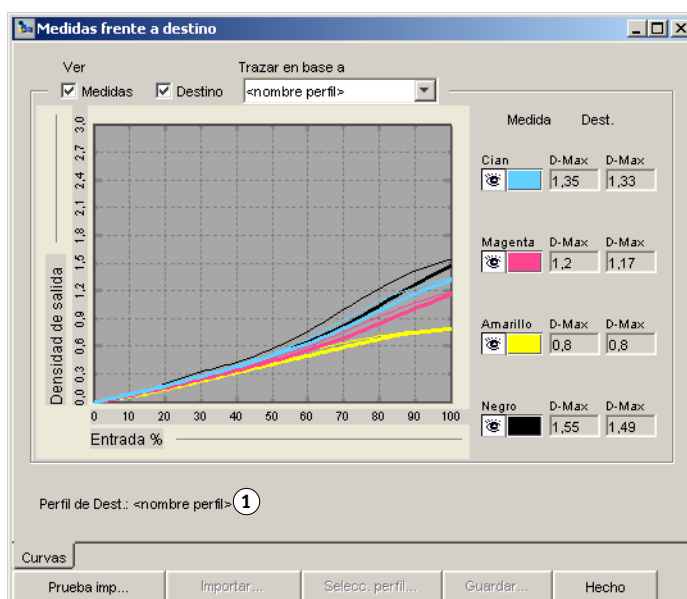 Medidas frente a destino
Ver
Trazar en base a
Medidas
Destino
<nombre perfil>
Medida Dest.
Cian D-Max D-Max
1,35 1,33
Magenta D-Max D-Max
1,2 1,17
Amarillo D-Max D-Max
0,8 0,8
Negro D-Max D-Max
1,55 1,49
Densidad de salida
3,0
2,7
2,4
2,1
1,8
1,5
1,2
0,9
0,6
0,3
0,0
0 10 20 30 40 50 60 70 80 90 100
Entrada %
Perfil de Dest.: <nombre perfil> 1
Curvas
Prueba imp... Importar... Selecc. perfil... Guardar... Hecho